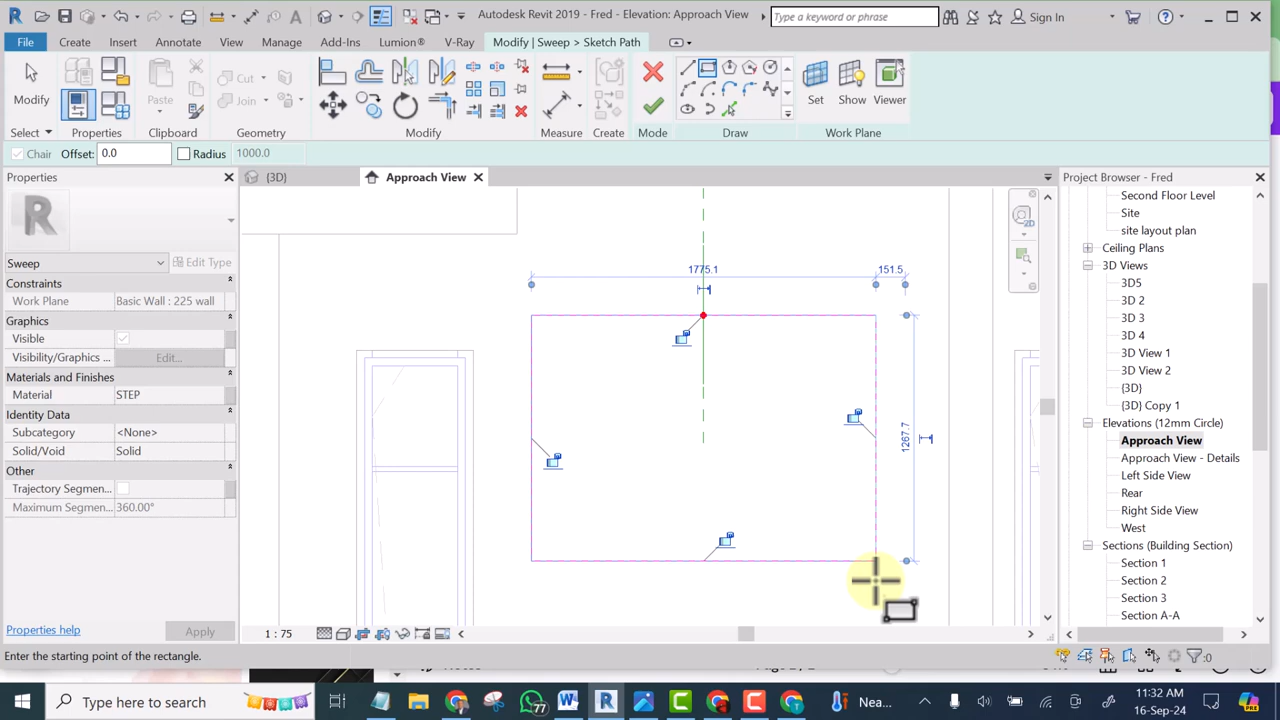 Autodesk Revit 2019 - Fred - Elevation: Approach View
Type a keyword or phrase
Sign In
File
Create
Insert
Annotate
View
Manage
Add-Ins
Lumion®
V-Ray
Modify | Sweep > Sketch Path
Modify
Paste
Cut
Join
Set
Show
Viewer
Select
Properties
Clipboard
Geometry
Modify
Measure
Create
Mode
Draw
Work Plane
Offset:
0.0
Radius
1000.0
Properties
{3D}
Approach View
Project Browser - Fred
Sweep
Edit Type
Constraints
Work Plane
Basic Wall : 225 wall
Graphics
Visible
Visibility/Graphics ...
Edit...
Materials and Finishes
Material
STEP
Identity Data
Subcategory
<None>
Solid/Void
Solid
Other
Trajectory Segmen...
Maximum Segmen...
360.00°
Properties help
Apply
1775.1
151.5
1267.7
2D
Second Floor Level
Site
site layout plan
Ceiling Plans
3D Views
3D5
3D 2
3D 3
3D 4
3D View 1
3D View 2
{3D}
{3D} Copy 1
Elevations (12mm Circle)
Approach View
Approach View - Details
Left Side View
Rear
Right Side View
West
Sections (Building Section)
Section 1
Section 2
Section 3
Section A-A
1 : 75
Enter the starting point of the rectangle.
:0
Type here to search
77
Nea...
11:32 AM
16-Sep-24